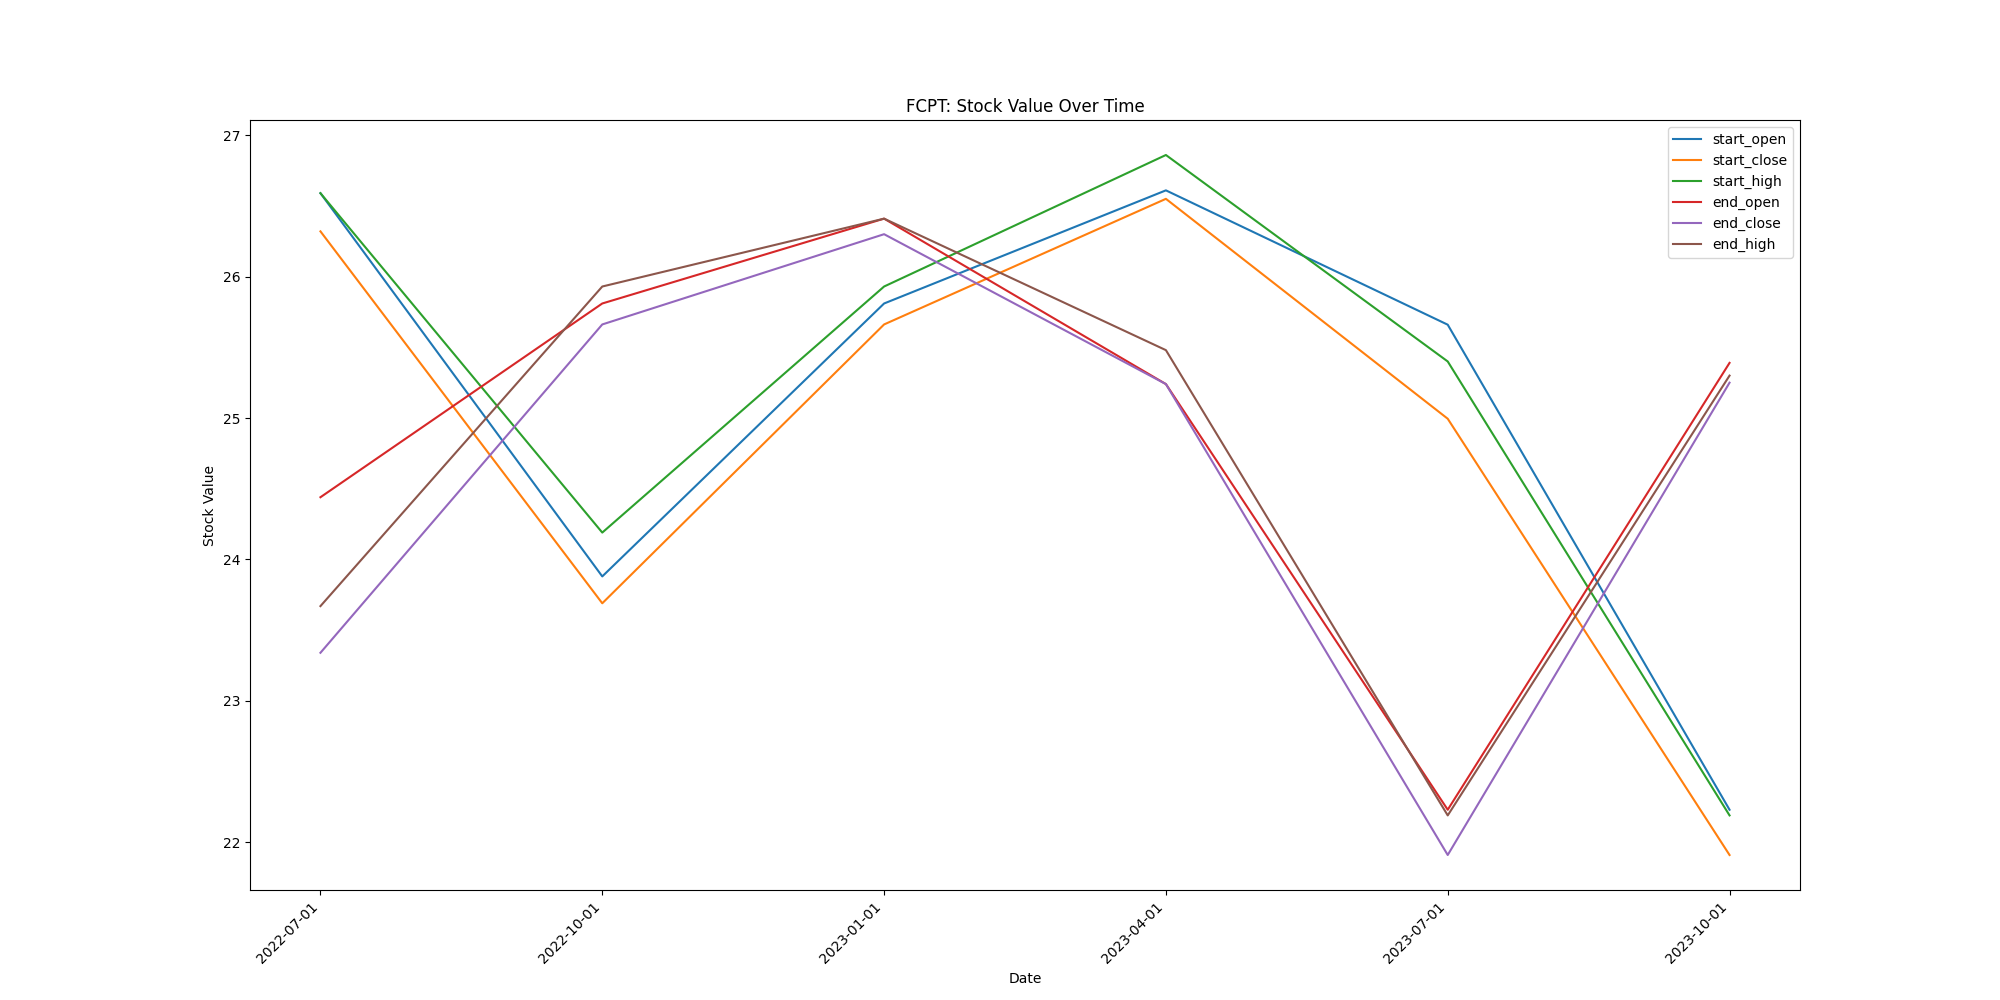 FCPT: Stock Value Over Time
27
26
25
24
23
22
Stock Value
start_open
start_close
start_high
end_open
end_close
end_high
2022-07-01
2022-10-01
2023-01-01
2023-04-01
2023-07-01
2023-10-01
Date